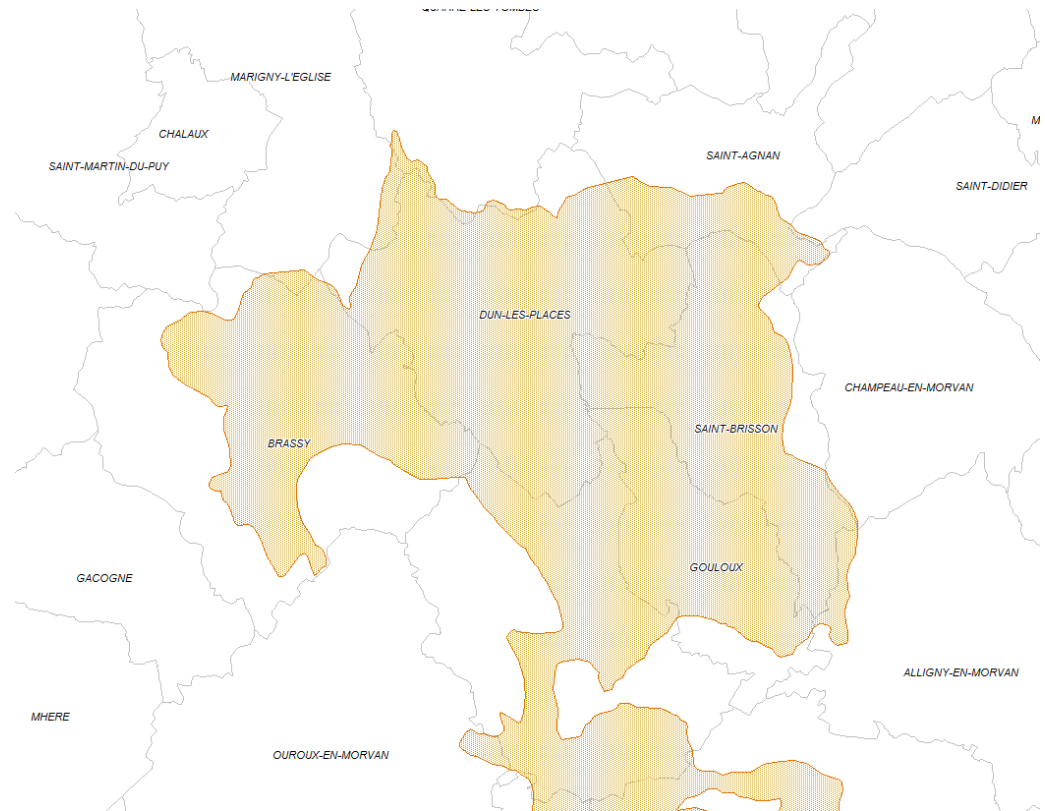 MARIGNY-L'EGLISE
CHALAUX
SAINT-MARTIN-DU-PUY
SAINT-AGNAN
SAINT-DIDIER
DUN-LES-PLACES
CHAMPEAU-EN-MORVAN
SAINT-BRISSON
BRASSY
GOULOUX
GACOGNE
ALLIGNY-EN-MORVAN
MHERE
OUROUX-EN-MORVAN